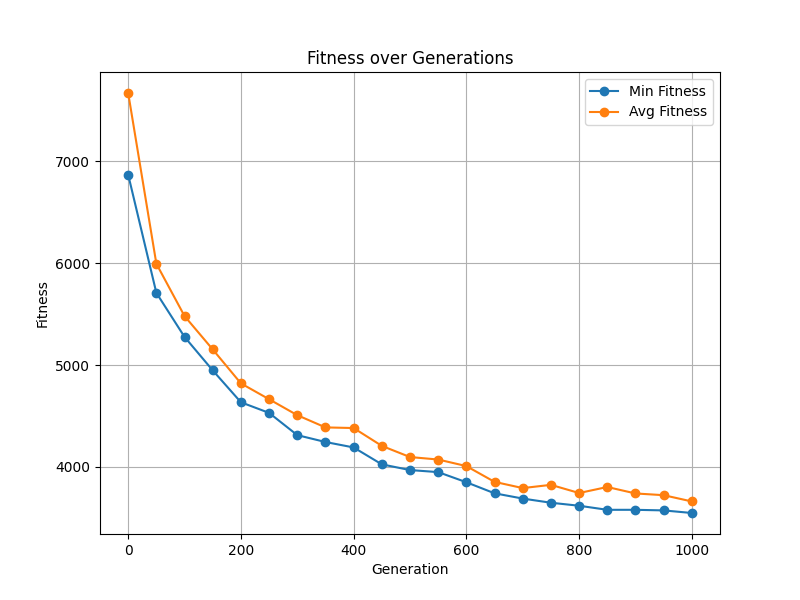 Fitness over Generations
Min Fitness
Avg Fitness
7000
6000
5000
4000
Fitness
0 200 400 600 800 1000
Generation